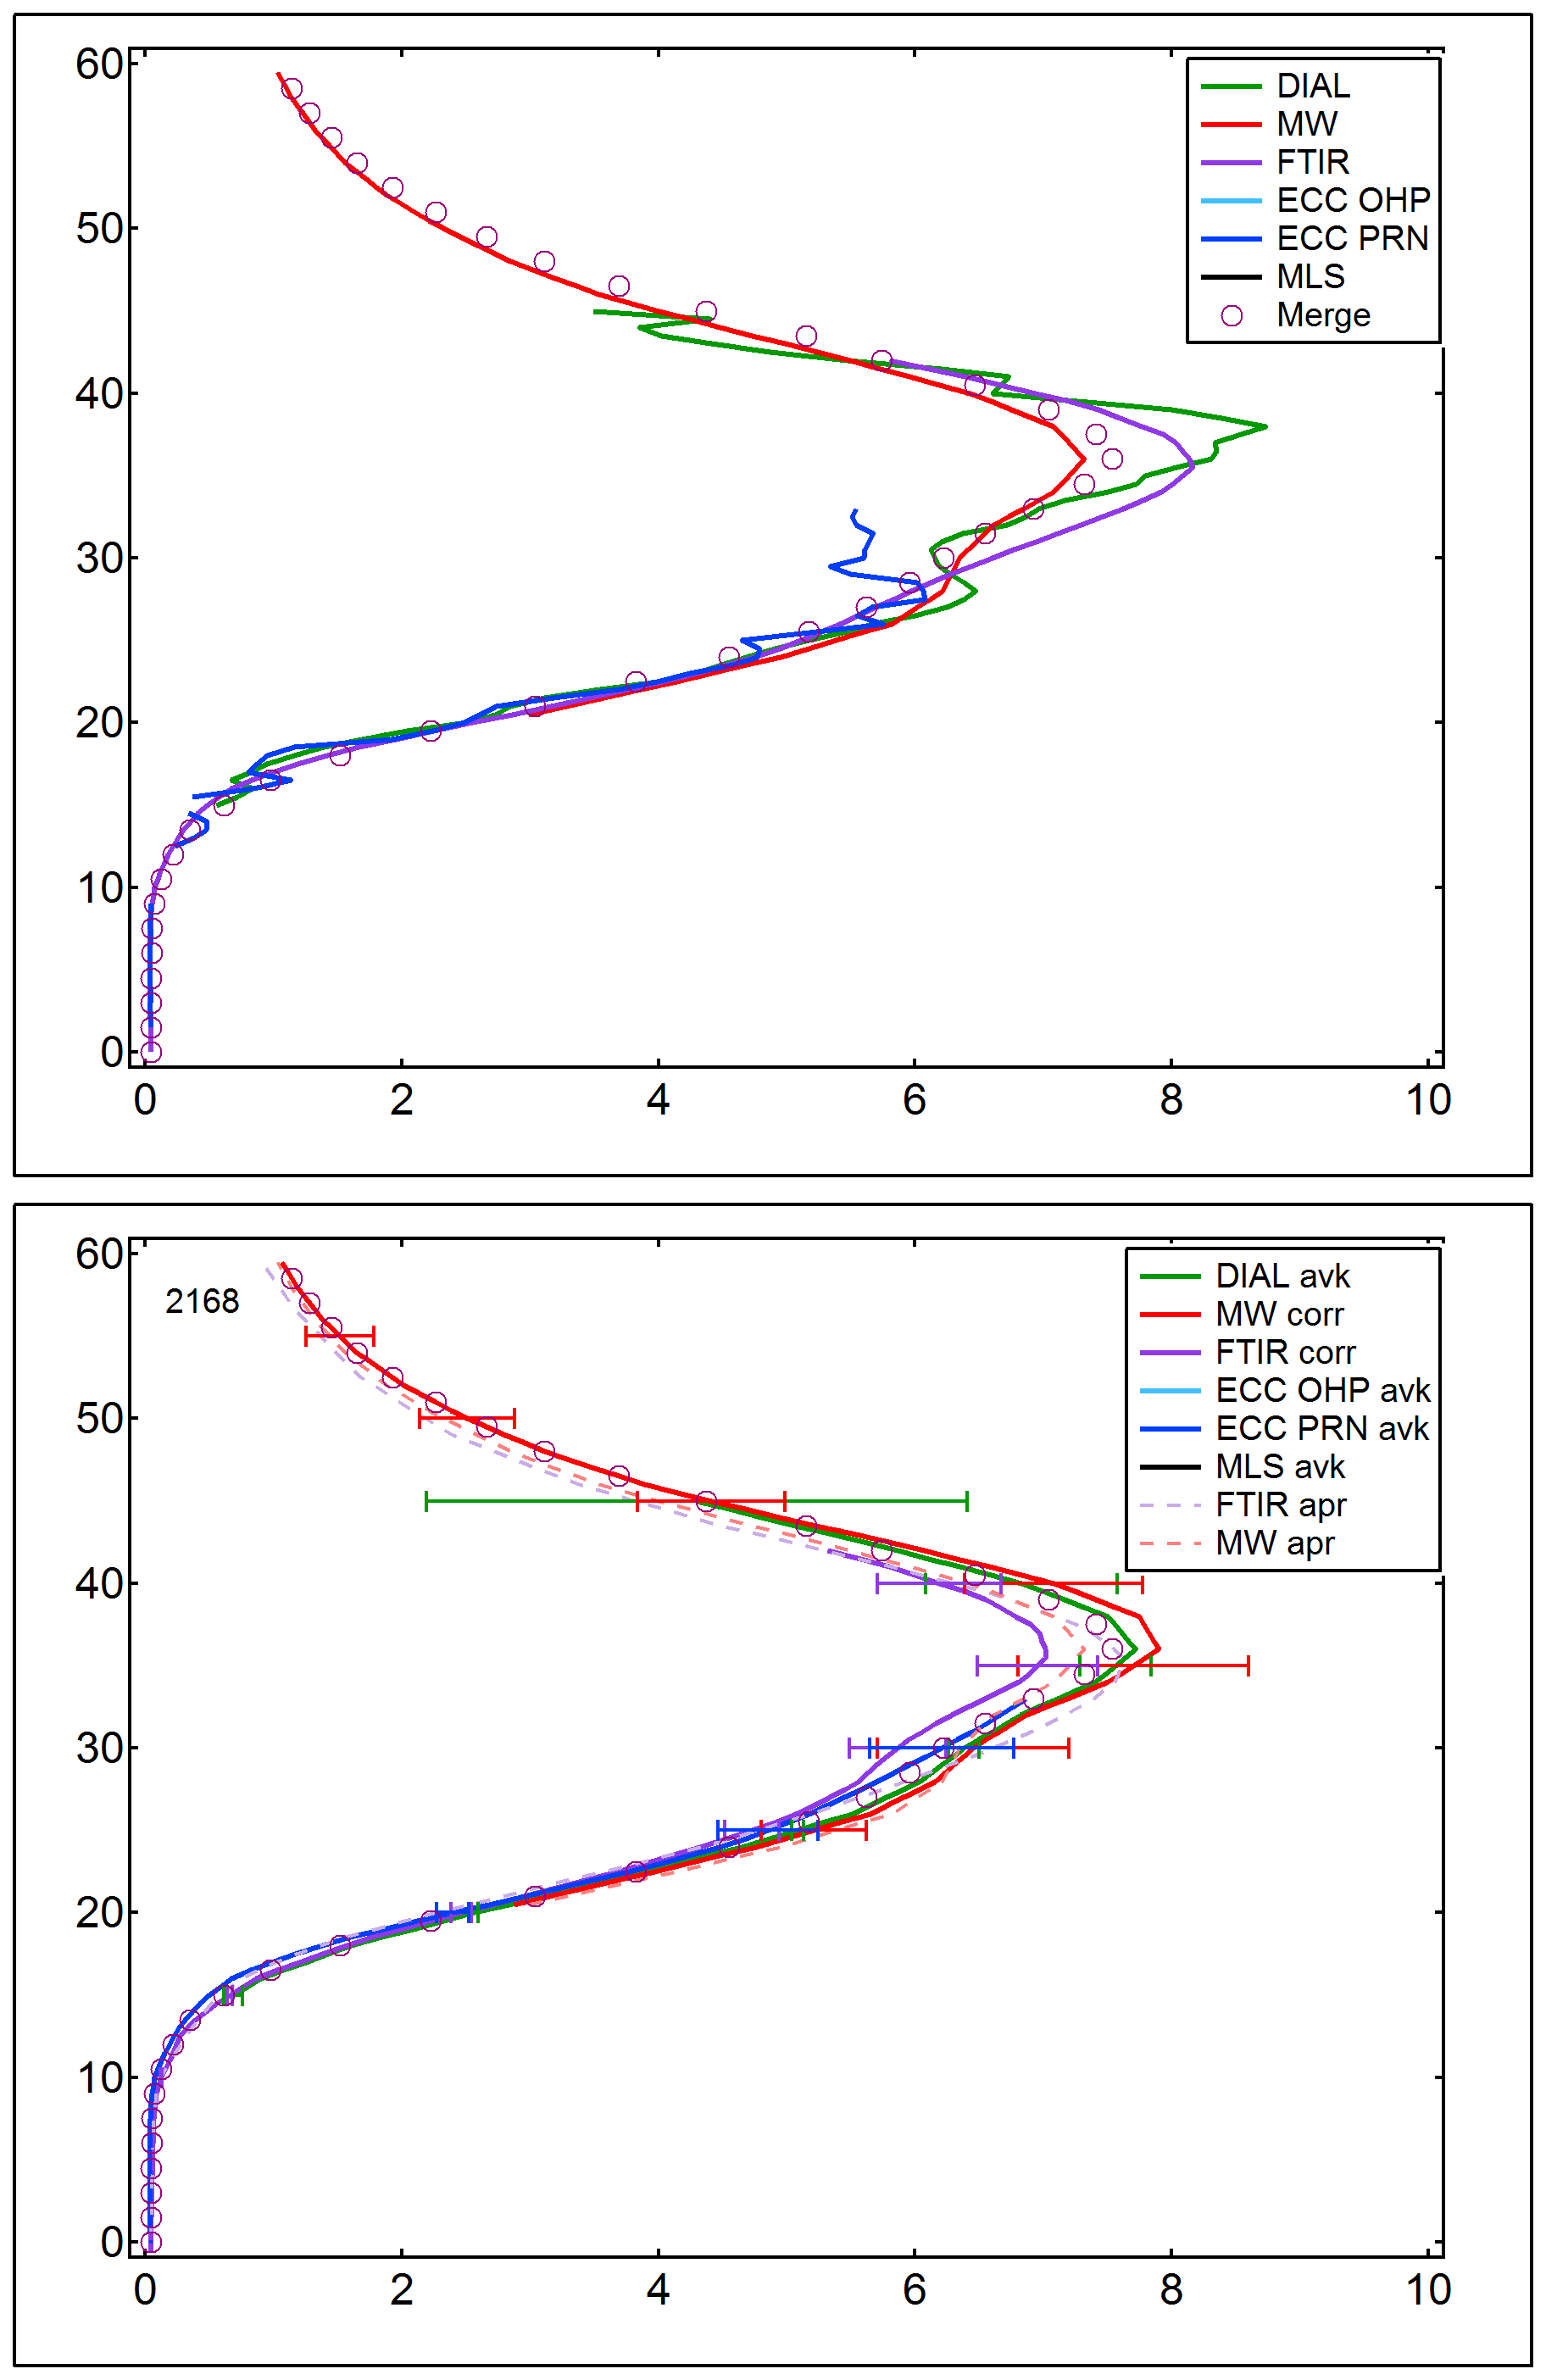 60
50
40
30
20
10
0
0 2 4 6 8 10
DIAL
MW
FTIR
ECC OHP
ECC PRN
MLS
Merge
60
50
40
30
20
10
0
0 2 4 6 8 10
2168
DIAL avk
MW corr
FTIR corr
ECC OHP avk
ECC PRN avk
MLS avk
FTIR apr
MW apr